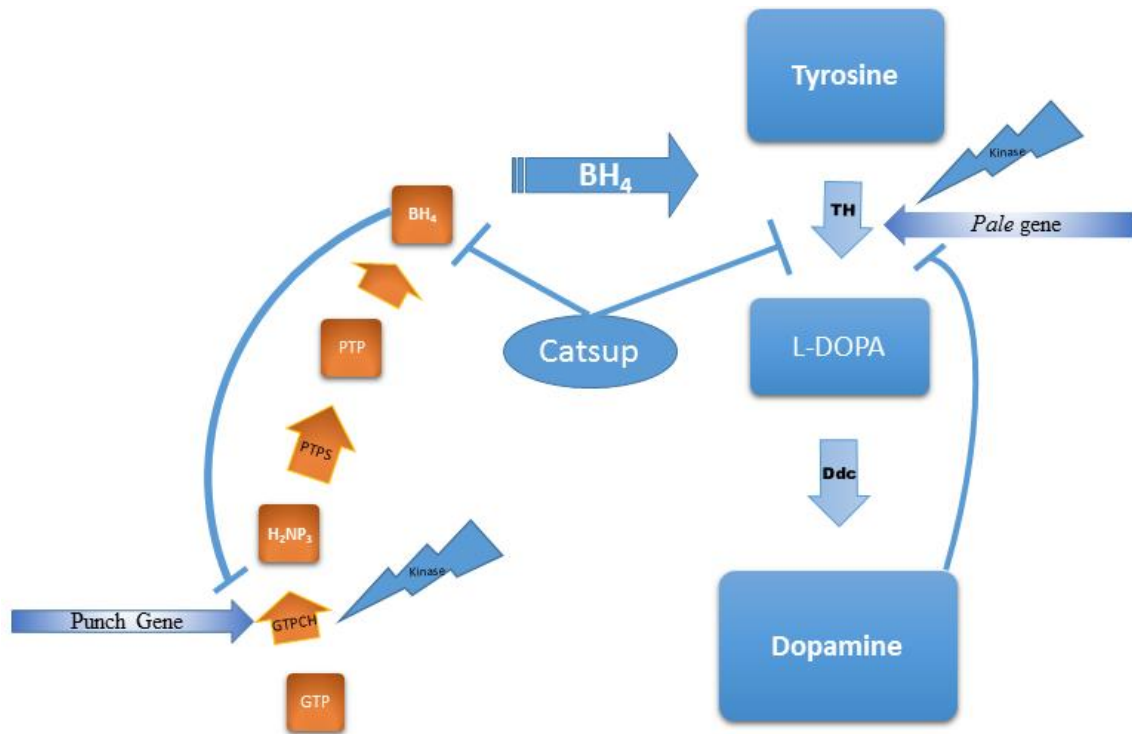 Tyrosine
Kinase
BH₄
BH₄
TH
Pale gene
PTP
Catsup
L-DOPA
PTPS
Ddc
H₂NP₃
Kinase
Punch Gene
GTPCH
Dopamine
GTP